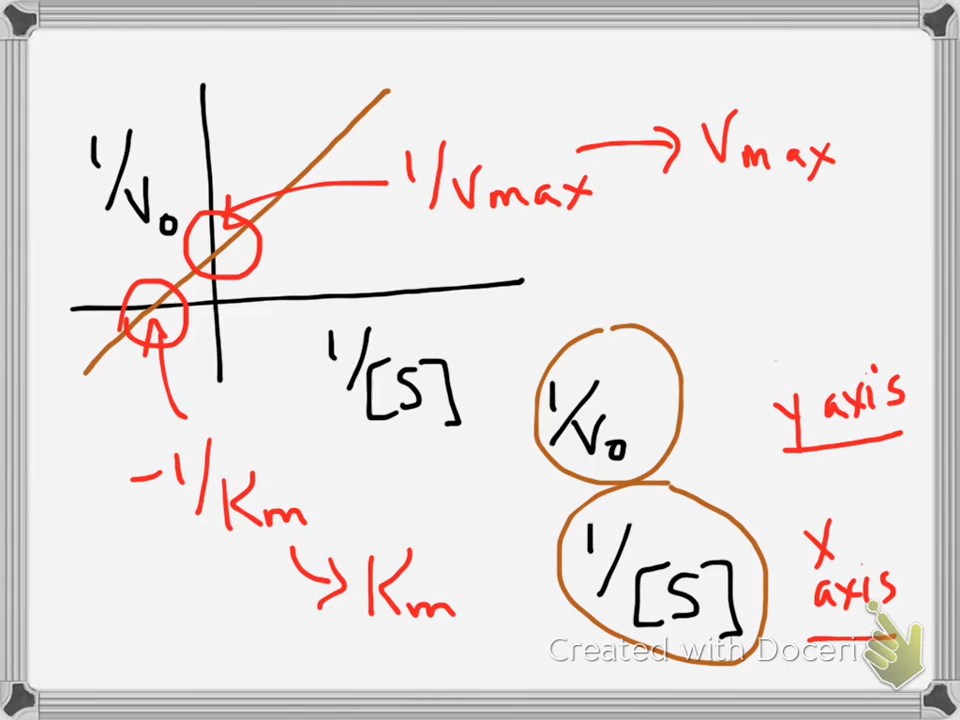 1/V₀
1/Vmax → Vmax
1/[S]
-1/Km
→ Km
1/V₀
y axis
1/[S]
x
axis
Created with Doceri